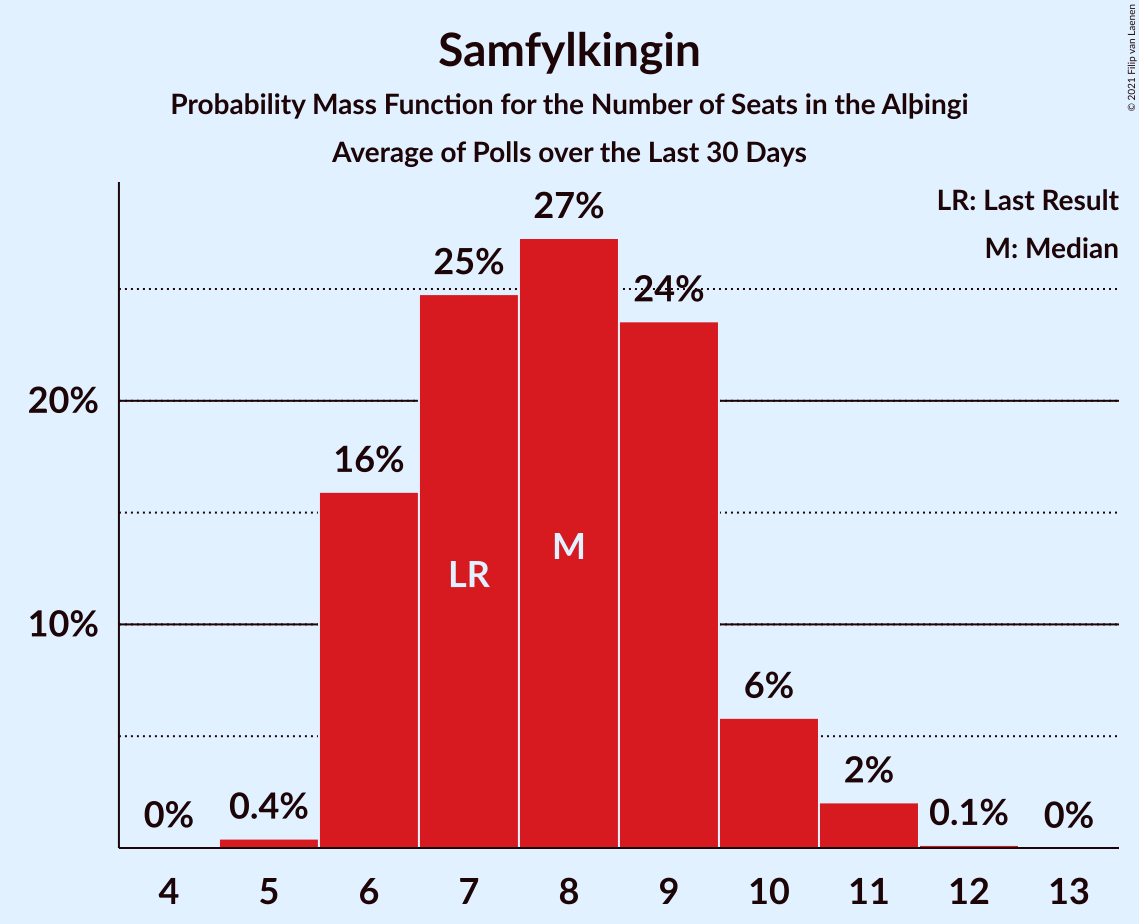 Samfylkingin
Probability Mass Function for the Number of Seats in the Alþingi
Average of Polls over the Last 30 Days
© 2021 Filip van Laenen
LR: Last Result
M: Median
27%
25%
24%
20%
16%
M
LR
10%
6%
2%
0%
0.4%
0.1%
0%
4 5 6 7 8 9 10 11 12 13